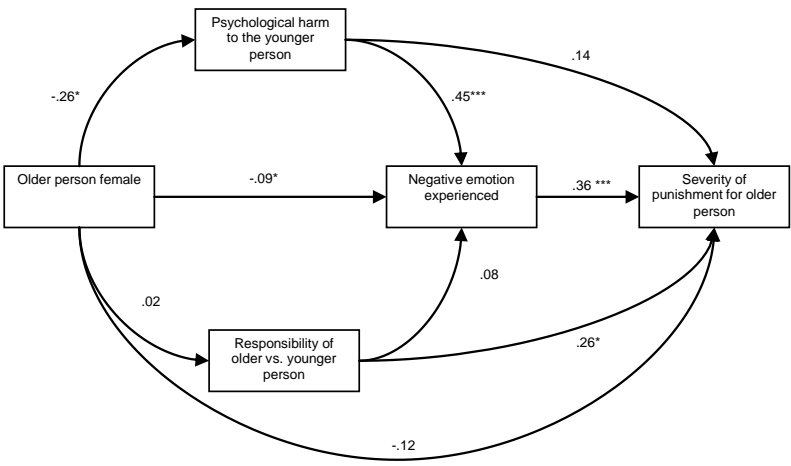 Psychological harm
to the younger
person
.14
-.26*
.45***
Older person female
-.09*
Negative emotion
experienced
.36 ***
Severity of
punishment for older
person
.02
.08
Responsibility of
older vs. younger
person
.26*
-.12